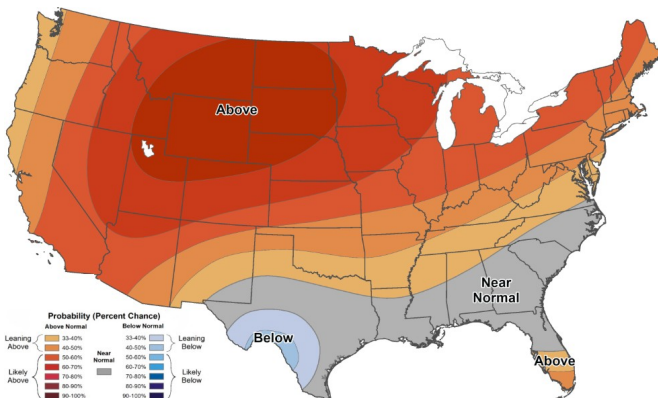 Above
Near
Normal
Below
Above
Probability (Percent Chance)
Above Normal
Below Normal
Leaning
Above
33-40%
40-50%
Likely
Above
50-60%
60-70%
70-80%
80-90%
90-100%
Near
Normal
33-40%
40-50%
Leaning
Below
50-60%
60-70%
70-80%
80-90%
90-100%
Likely
Below